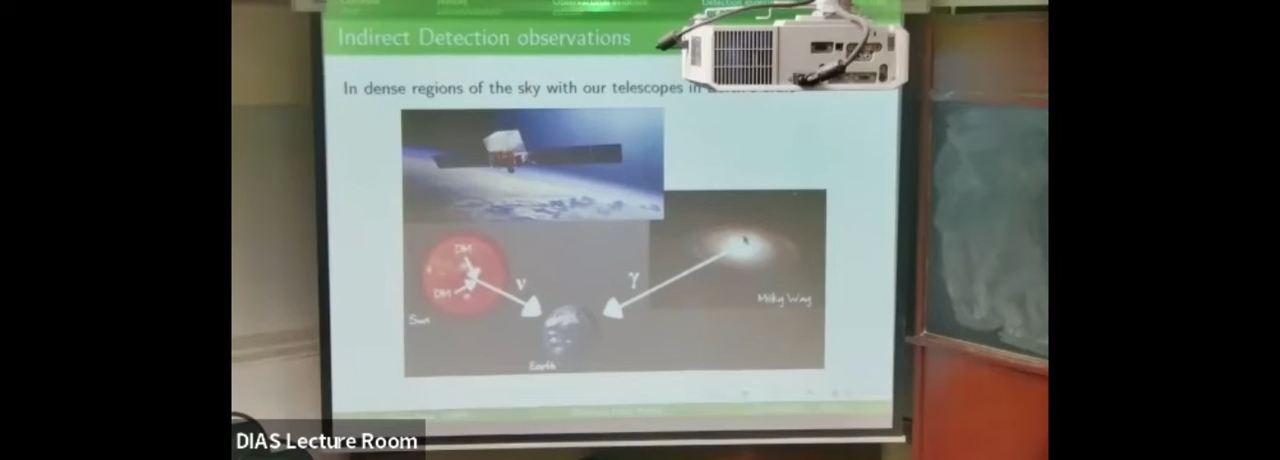 Indirect Detection observations
In dense regions of the sky with our telescopes in
DM
DM
ν
γ
Sun
Milky Way
Earth
DIAS Lecture Room